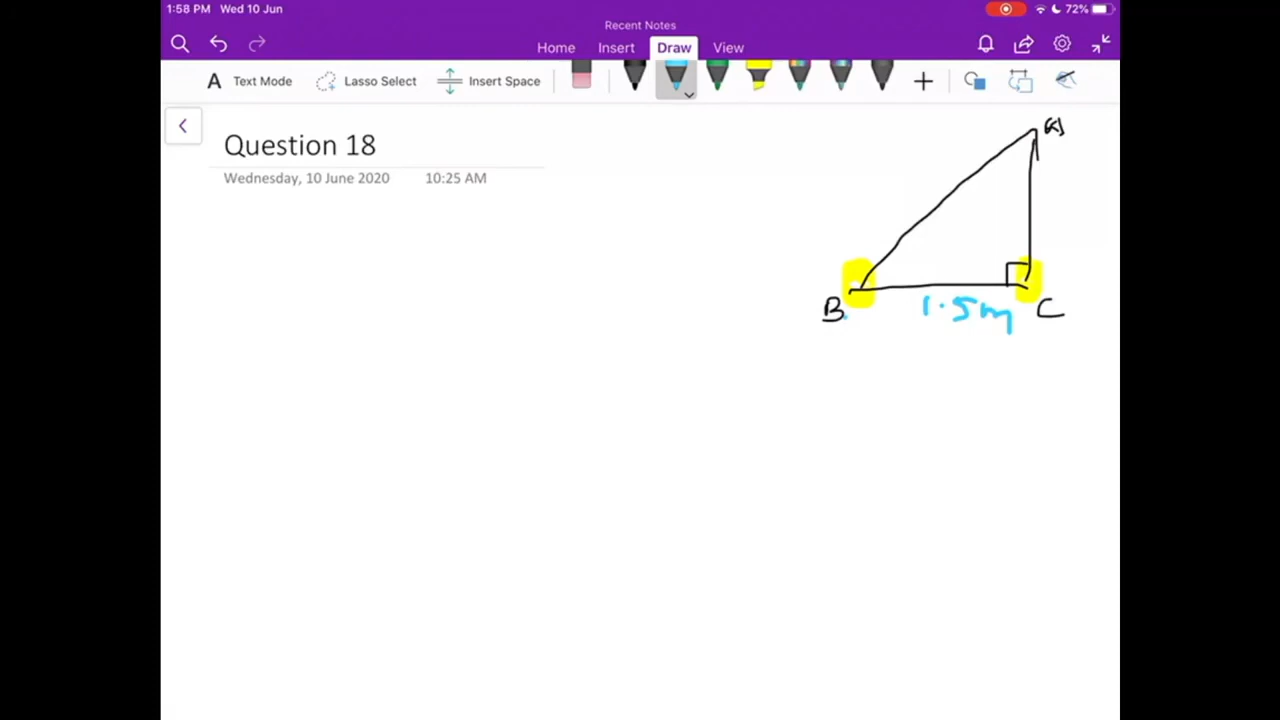 1:58 PM Wed 10 Jun
72%
Recent Notes
Home Insert Draw View
A Text Mode Lasso Select Insert Space
Question 18
Wednesday, 10 June 2020 10:25 AM
B 1.5m C